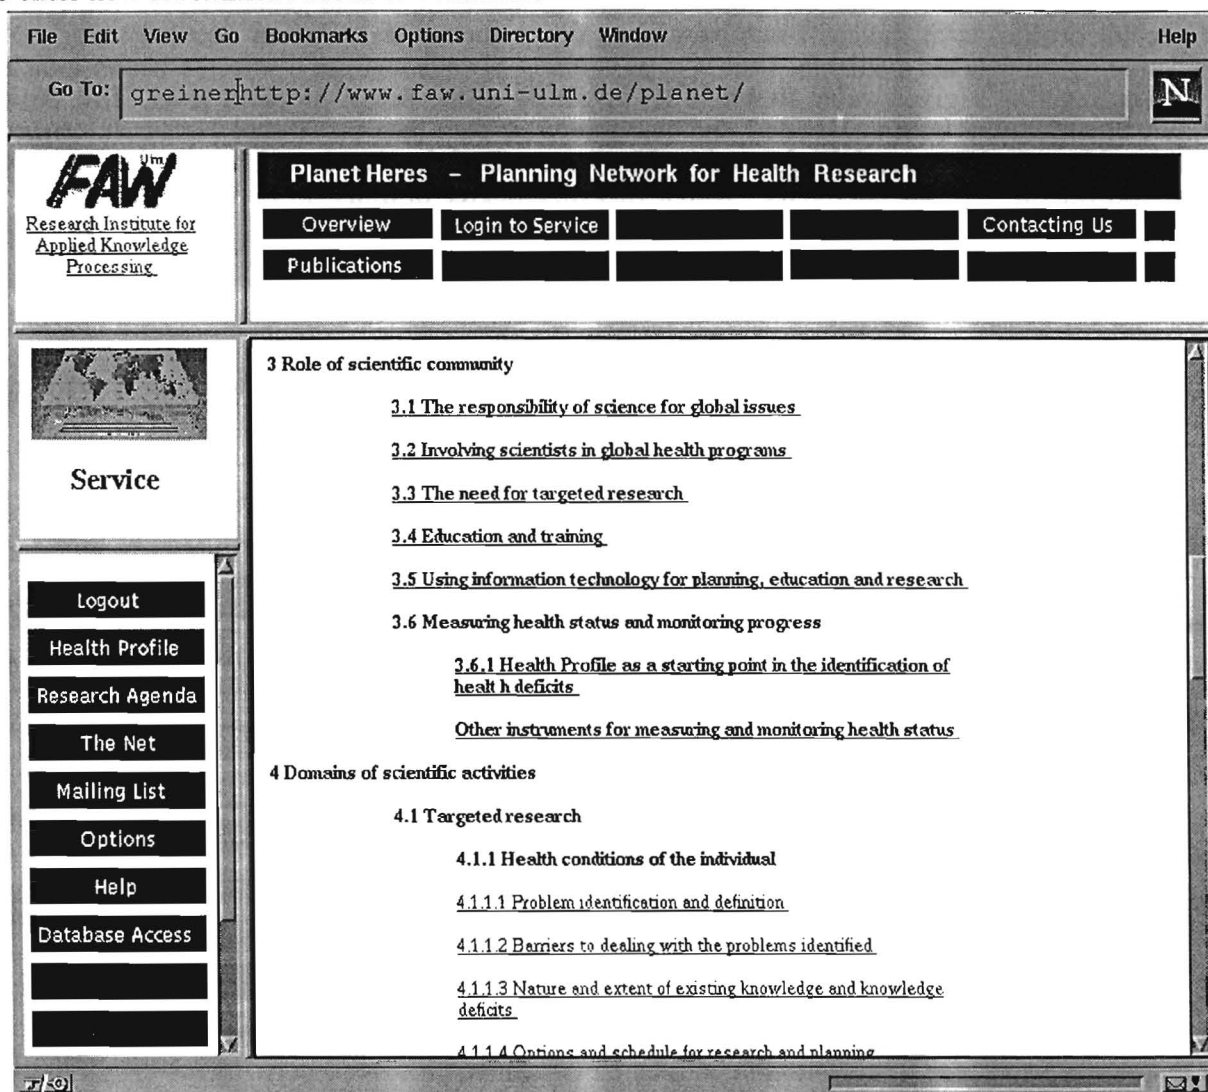 File Edit View Go Bookmarks Options Directory Window Help
Go To: greinerhttp://www.faw.uni-ulm.de/planet/
N
FAW Ulm
Research Institute for
Applied Knowledge
Processing
Planet Heres – Planning Network for Health Research
Overview Login to Service Contacting Us
Publications
Service
Logout
Health Profile
Research Agenda
The Net
Mailing List
Options
Help
Database Access
3 Role of scientific community
3.1 The responsibility of science for global issues
3.2 Involving scientists in global health programs
3.3 The need for targeted research
3.4 Education and training
3.5 Using information technology for planning, education and research
3.6 Measuring health status and monitoring progress
3.6.1 Health Profile as a starting point in the identification of
healt h deficits
Other instruments for measuring and monitoring health status
4 Domains of scientific activities
4.1 Targeted research
4.1.1 Health conditions of the individual
4.1.1.1 Problem identification and definition
4.1.1.2 Barriers to dealing with the problems identified
4.1.1.3 Nature and extent of existing knowledge and knowledge
deficits
4.1.1.4 Options and schedule for research and planning